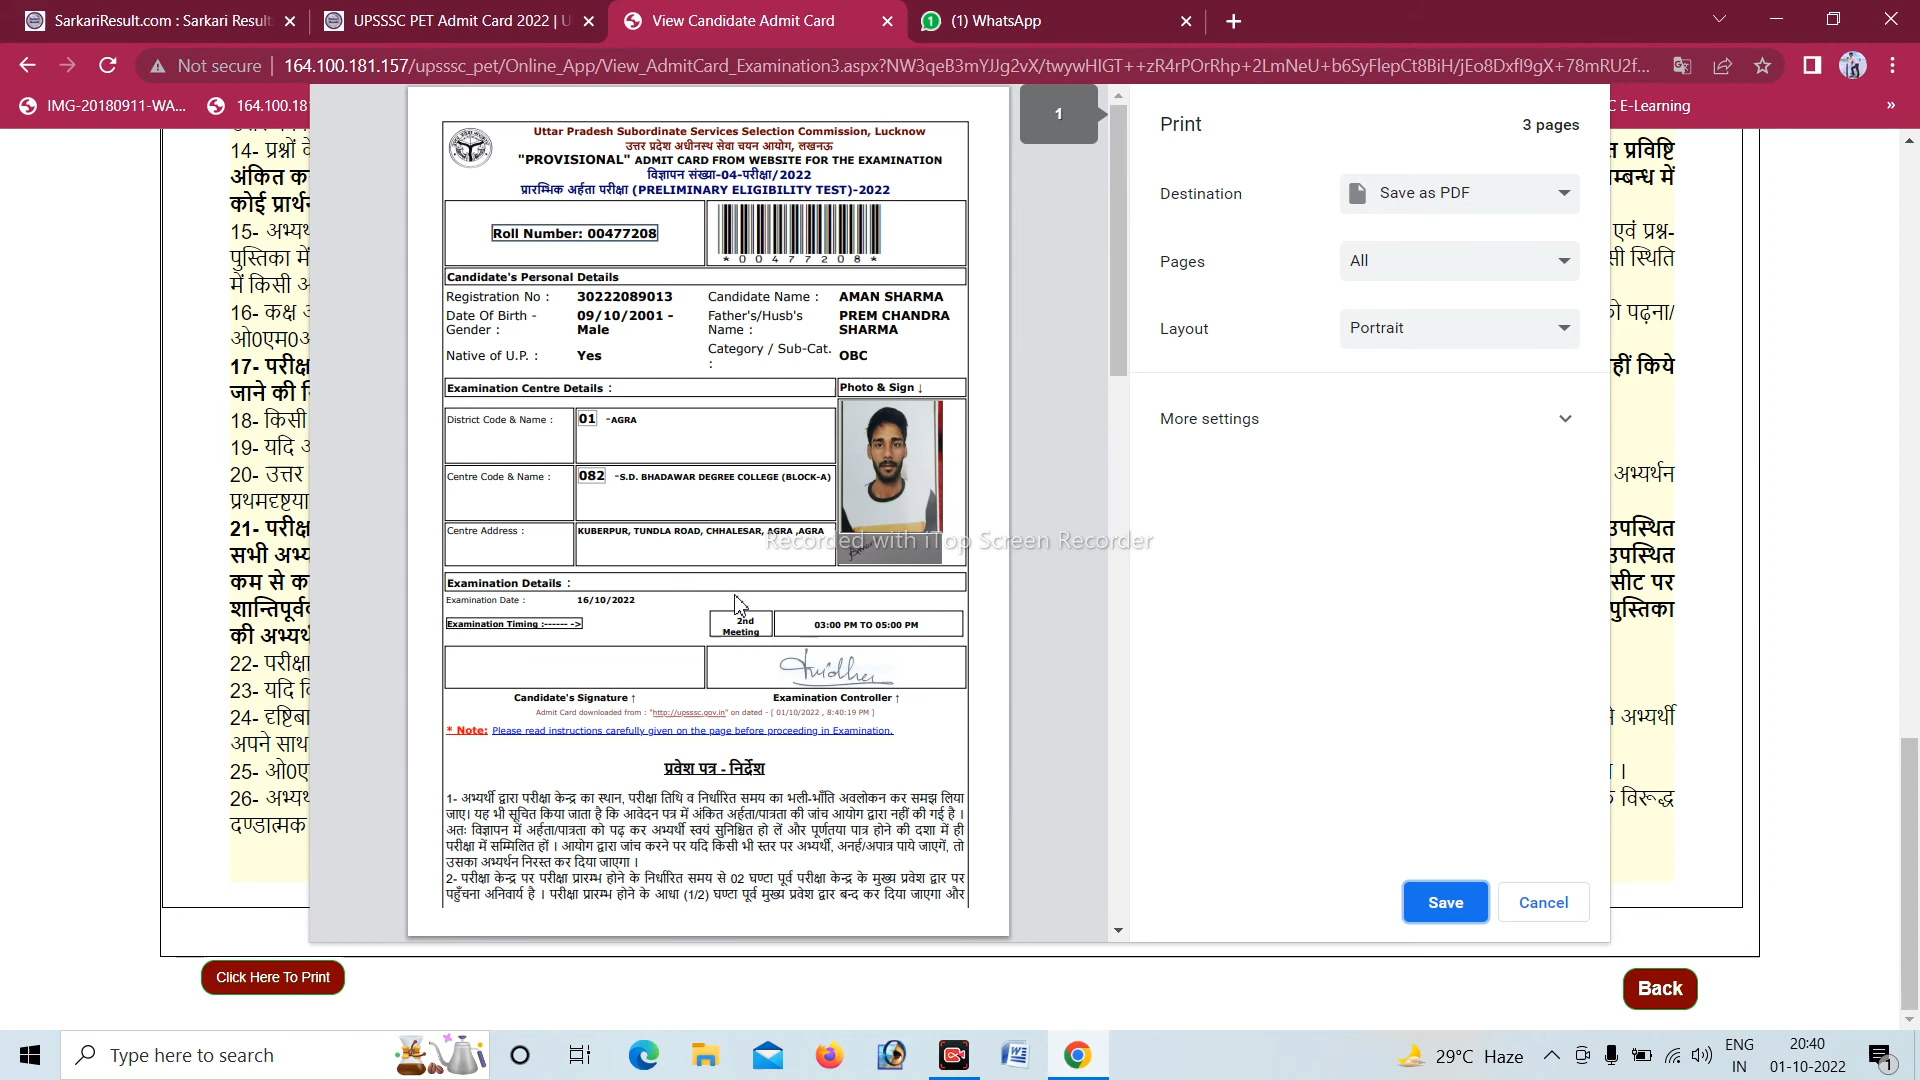 SarkariResult.com : Sarkari Result
UPSSSC PET Admit Card 2022 | U
View Candidate Admit Card
(1) WhatsApp
Not secure
164.100.181.157/upsssc_pet/Online_App/View_AdmitCard_Examination3.aspx?NW3qeB3mYJJg2vX/twywHIGT++zR4rPOrRhp+2LmNeU+b6SyFlepCt8BiH/jEo8Dxfl9gX+78mRU2f...
IMG-20180911-WA...
164.100.18
C E-Learning
»
14- प्रश्नों
अंकित
कोई
15-
पुस्तिका में
में किसी
16- कक्ष
17-
जाने की
18- किसी
19- यदि
20- उत्तर
21-
सभी
कम से
की
22- परीक्षा
23- यदि
24-
अपने साथ
25-
26-
दण्डात्मक
Uttar Pradesh Subordinate Services Selection Commission, Lucknow
उत्तर प्रदेश अधीनस्थ सेवा चयन आयोग, लखनऊ
"PROVISIONAL" ADMIT CARD FROM WEBSITE FOR THE EXAMINATION
विज्ञापन संख्या-04-परीक्षा/2022
प्रारम्भिक अर्हता परीक्षा (PRELIMINARY ELIGIBILITY TEST)-2022
Roll Number: 00477208
*00477208*
Candidate's Personal Details
Registration No : 30222089013 Candidate Name : AMAN SHARMA
Date Of Birth - Gender : 09/10/2001 - Male Father's/Husb's Name : PREM CHANDRA SHARMA
Native of U.P. : Yes Category / Sub-Cat. : OBC
Examination Centre Details :
Photo & Sign ↓
District Code & Name : 01 -AGRA
Centre Code & Name : 082 -S.D. BHADAWAR DEGREE COLLEGE (BLOCK-A)
Centre Address : KUBERPUR, TUNDLA ROAD, CHHALESAR, AGRA ,AGRA
Recorded with iTop Screen Recorder
Examination Details :
Examination Date : 16/10/2022
Examination Timing :------ -> 2nd Meeting 03:00 PM TO 05:00 PM
Candidate's Signature ↑
Examination Controller ↑
Admit Card downloaded from : "http://upsssc.gov.in" on dated - [ 01/10/2022 , 8:40:19 PM ]
* Note: Please read instructions carefully given on the page before proceeding in Examination.
प्रवेश पत्र - निर्देश
1- अभ्यर्थी द्वारा परीक्षा केन्द्र का स्थान, परीक्षा तिथि व निर्धारित समय का भली-भाँति अवलोकन कर समझ लिया
जाए। यह भी सूचित किया जाता है कि आवेदन पत्र में अंकित अर्हता/पात्रता की जांच आयोग द्वारा नहीं की गई है ।
अतः विज्ञापन में अर्हता/पात्रता को पढ़ कर अभ्यर्थी स्वयं सुनिश्चित हो लें और पूर्णतया पात्र होने की दशा में ही
परीक्षा में सम्मिलित हों । आयोग द्वारा जांच करने पर यदि किसी भी स्तर पर अभ्यर्थी, अनर्ह/अपात्र पाये जाएगें, तो
उसका अभ्यर्थन निरस्त कर दिया जाएगा ।
2- परीक्षा केन्द्र पर परीक्षा प्रारम्भ होने के निर्धारित समय से 02 घण्टा पूर्व परीक्षा केन्द्र के मुख्य प्रवेश द्वार पर
पहुँचना अनिवार्य है । परीक्षा प्रारम्भ होने के आधा (1/2) घण्टा पूर्व मुख्य प्रवेश द्वार बन्द कर दिया जाएगा और
1
Print
3 pages
Destination
Save as PDF
Pages
All
Layout
Portrait
More settings
Save
Cancel
प्रविष्टि
में
एवं प्रश्न-
स्थिति
पढ़ना/
किये
अभ्यर्थन
उपस्थित
उपस्थित
सीट पर
पुस्तिका
अभ्यर्थी
।
विरूद्ध
Click Here To Print
Back
Type here to search
29°C Haze
ENG
IN
20:40
01-10-2022
1